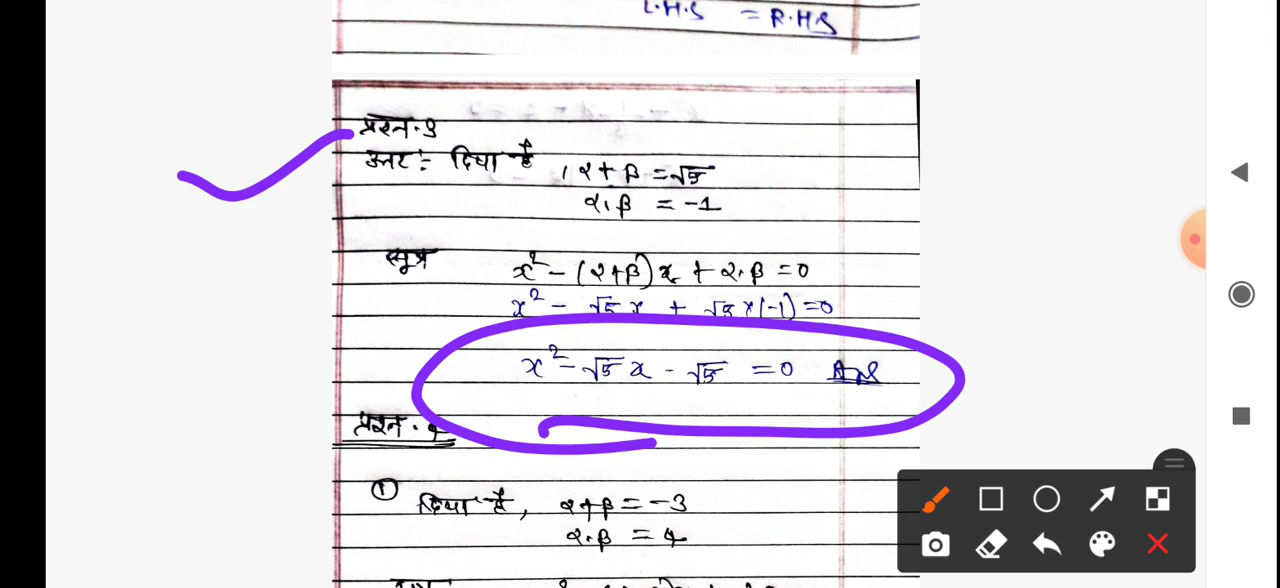 L.H.S = R.H.S
प्रश्न.3
उत्तर:- दिया है, α + β = √5
α.β = -1
सूत्र x² - (α+β)x + α.β = 0
x² - √5 x + √5 x (-1) = 0
x² - √5 x - √5 = 0 Ans
प्रश्न.4
① दिया है, α+β = -3
α.β = 4